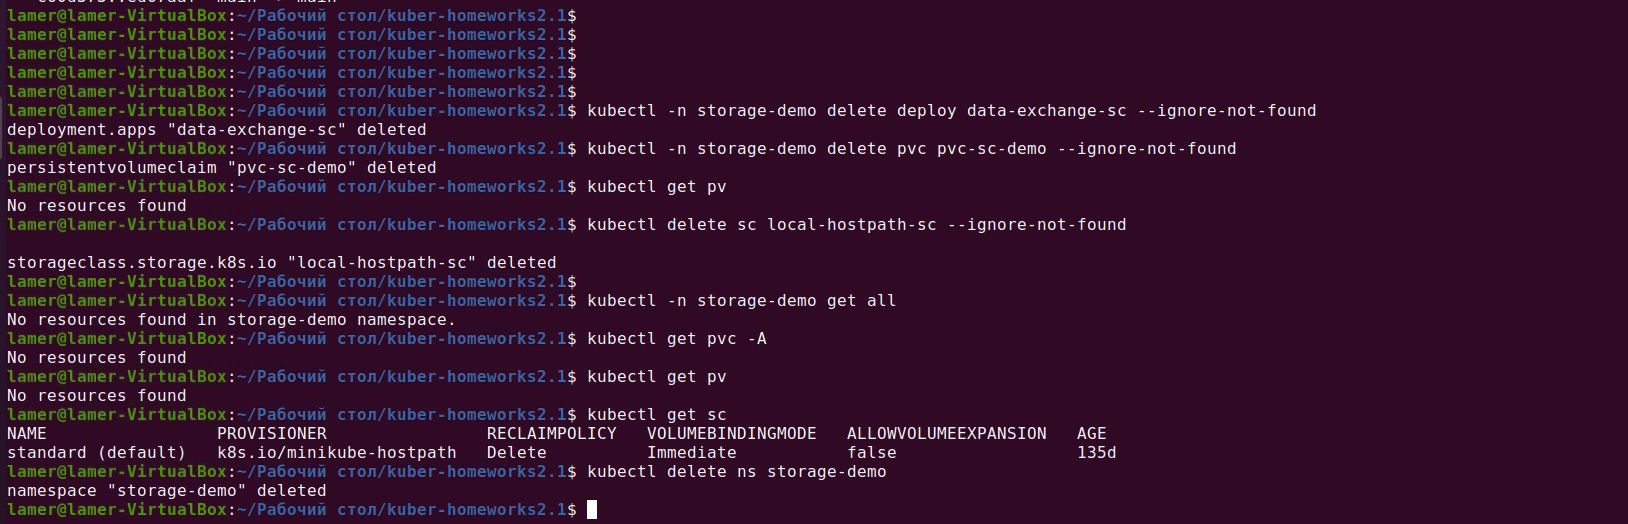 lamer@lamer-VirtualBox:~/Рабочий стол/kuber-homeworks2.1$
lamer@lamer-VirtualBox:~/Рабочий стол/kuber-homeworks2.1$
lamer@lamer-VirtualBox:~/Рабочий стол/kuber-homeworks2.1$
lamer@lamer-VirtualBox:~/Рабочий стол/kuber-homeworks2.1$
lamer@lamer-VirtualBox:~/Рабочий стол/kuber-homeworks2.1$
lamer@lamer-VirtualBox:~/Рабочий стол/kuber-homeworks2.1$ kubectl -n storage-demo delete deploy data-exchange-sc --ignore-not-found
deployment.apps "data-exchange-sc" deleted
lamer@lamer-VirtualBox:~/Рабочий стол/kuber-homeworks2.1$ kubectl -n storage-demo delete pvc pvc-sc-demo --ignore-not-found
persistentvolumeclaim "pvc-sc-demo" deleted
lamer@lamer-VirtualBox:~/Рабочий стол/kuber-homeworks2.1$ kubectl get pv
No resources found
lamer@lamer-VirtualBox:~/Рабочий стол/kuber-homeworks2.1$ kubectl delete sc local-hostpath-sc --ignore-not-found
storageclass.storage.k8s.io "local-hostpath-sc" deleted
lamer@lamer-VirtualBox:~/Рабочий стол/kuber-homeworks2.1$
lamer@lamer-VirtualBox:~/Рабочий стол/kuber-homeworks2.1$ kubectl -n storage-demo get all
No resources found in storage-demo namespace.
lamer@lamer-VirtualBox:~/Рабочий стол/kuber-homeworks2.1$ kubectl get pvc -A
No resources found
lamer@lamer-VirtualBox:~/Рабочий стол/kuber-homeworks2.1$ kubectl get pv
No resources found
lamer@lamer-VirtualBox:~/Рабочий стол/kuber-homeworks2.1$ kubectl get sc
NAME PROVISIONER RECLAIMPOLICY VOLUMEBINDINGMODE ALLOWVOLUMEEXPANSION AGE
standard (default) k8s.io/minikube-hostpath Delete Immediate false 135d
lamer@lamer-VirtualBox:~/Рабочий стол/kuber-homeworks2.1$ kubectl delete ns storage-demo
namespace "storage-demo" deleted
lamer@lamer-VirtualBox:~/Рабочий стол/kuber-homeworks2.1$